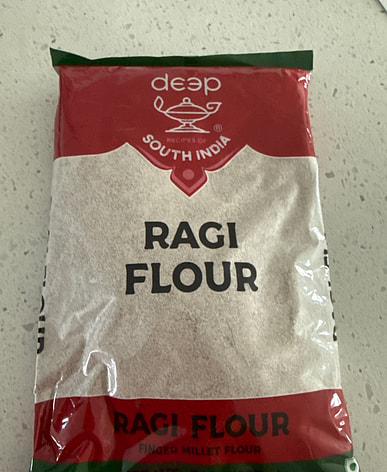 deep
®
RECIPES OF
SOUTH INDIA
RAGI
FLOUR
RAGI FLOUR
FINGER MILLET FLOUR